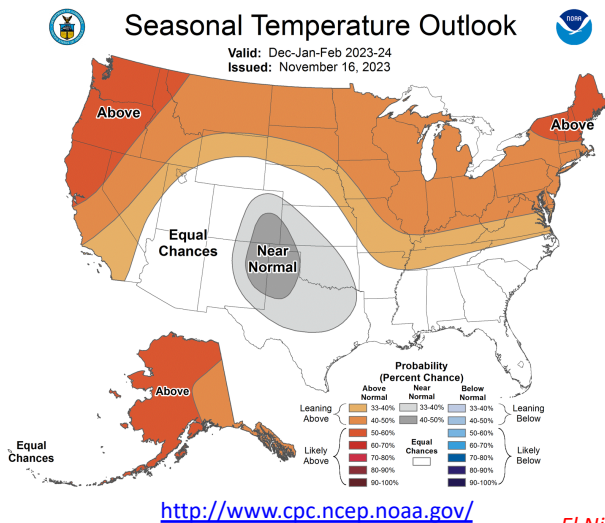 Seasonal Temperature Outlook
NOAA
Valid: Dec-Jan-Feb 2023-24
Issued: November 16, 2023
Above
Above
Equal
Chances
Near
Normal
Above
Equal
Chances
Probability
(Percent Chance)
Above Normal
Near Normal
Below Normal
Leaning Above
33-40% 33-40% 33-40%
40-50% 40-50% 40-50%
Leaning Below
Likely Above
50-60% 50-60%
60-70% 60-70%
70-80% 70-80%
80-90% 80-90%
90-100% 90-100%
Equal Chances
Likely Below
http://www.cpc.ncep.noaa.gov/